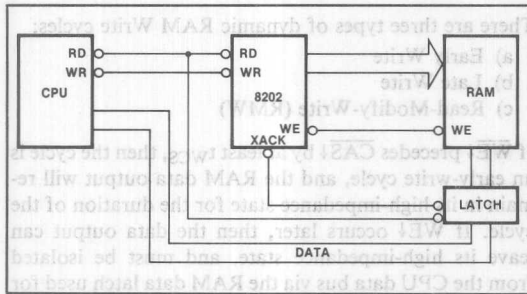 There are three types of dynamic RAM Write cycles:
a) Early Write
b) Late Write
c) Read-Modify-Write (RMW)
f WE↓ precedes CAS↓ by at least tWCS, then the cycle is
an early-write cycle, and the RAM data output will re-
main in its high-impedance state for the duration of the
cycle. If WE↓ occurs later, then the data output can
eave its high-impedance state, and must be isolated
from the CPU data bus via the RAM data latch used for
RD
WR
CPU
RD
WR
8202
WE
XACK
RAM
WE
LATCH
DATA